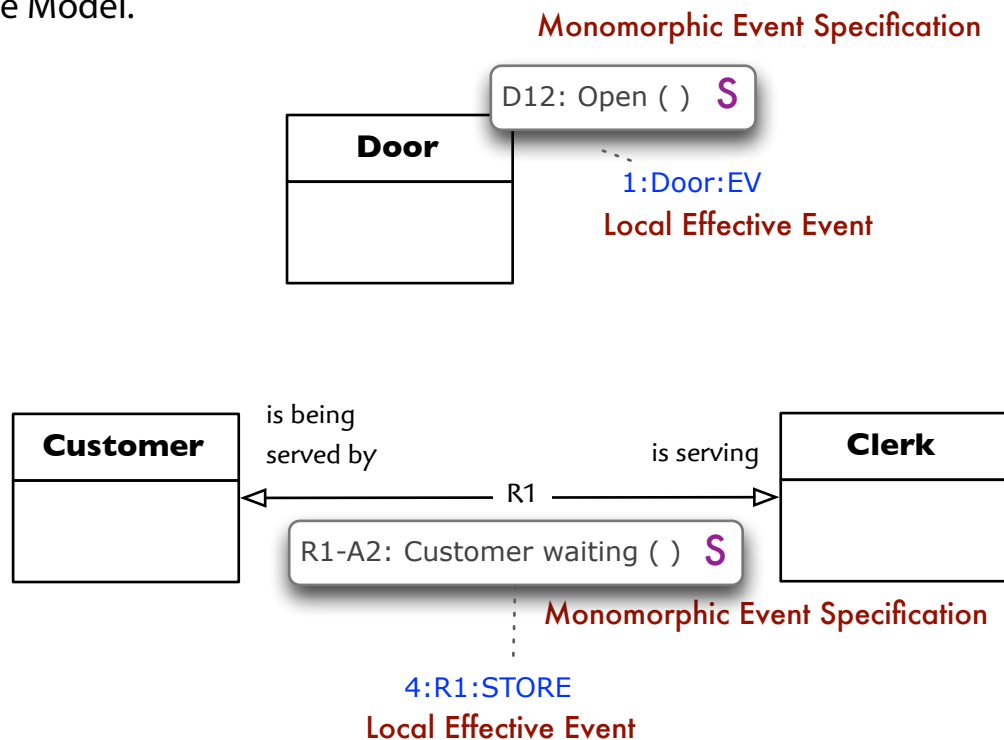 e Model.
Monomorphic Event Specification
D12: Open ( ) S
Door
1:Door:EV
Local Effective Event
is being
served by
Customer
is serving
Clerk
R1
R1-A2: Customer waiting ( ) S
Monomorphic Event Specification
4:R1:STORE
Local Effective Event